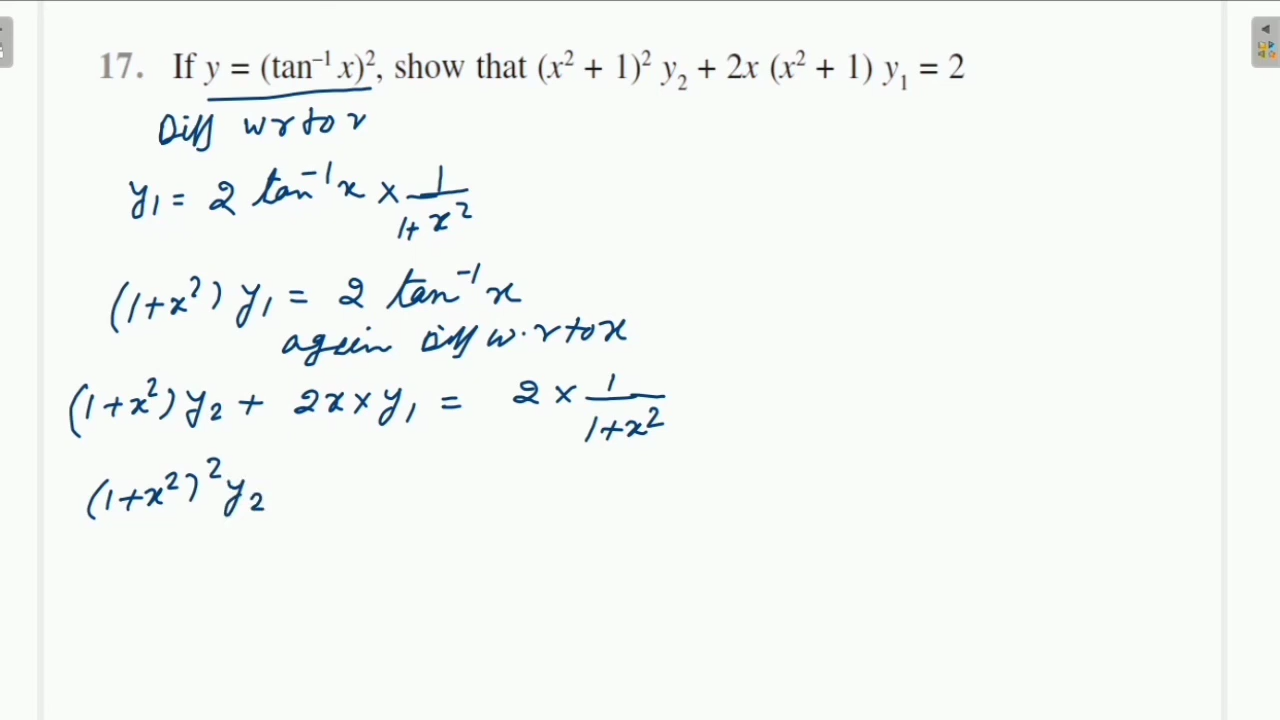 17. If y = (tan⁻¹ x)², show that (x² + 1)² y₂ + 2x (x² + 1) y₁ = 2
Diff w r to x
y₁ = 2 tan⁻¹x × 1/(1+x²)
(1+x²) y₁ = 2 tan⁻¹x
again Diff w.r to x
(1+x²) y₂ + 2x × y₁ = 2 × 1/(1+x²)
(1+x²)² y₂